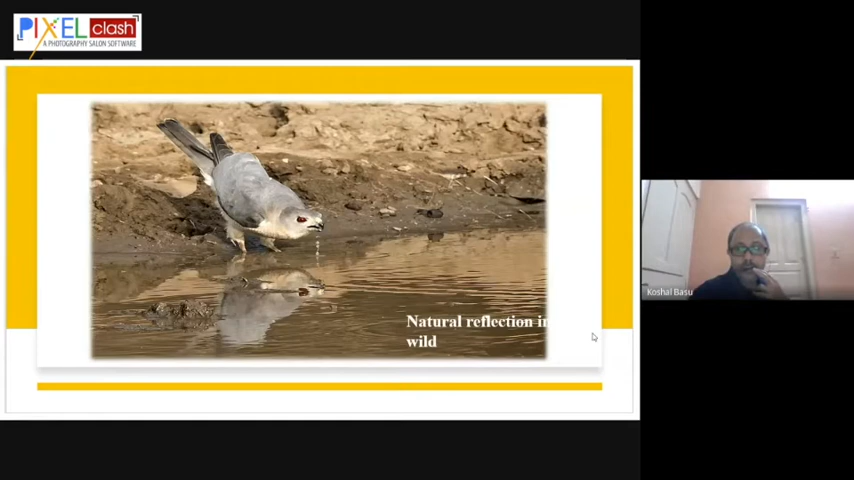 PIXEL clash
A PHOTOGRAPHY SALON SOFTWARE
Natural reflection in
wild
Koshal Basu